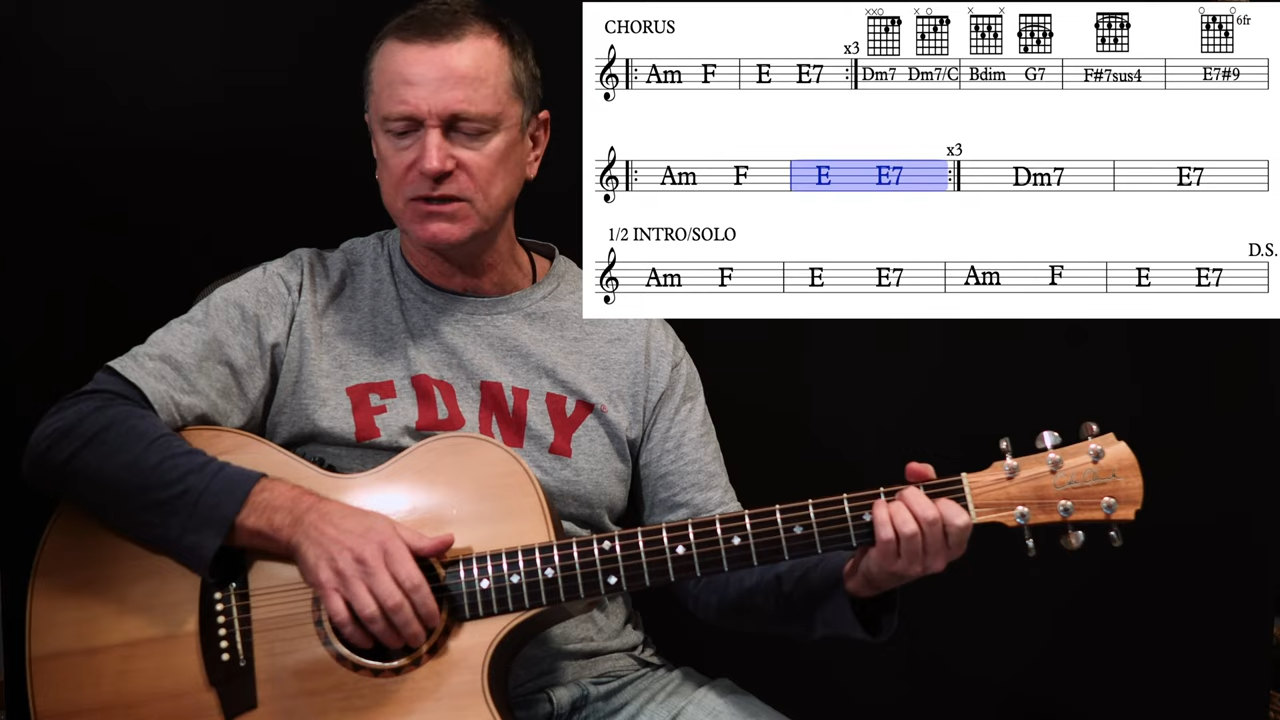 CHORUS
xxo x o x x o o 6fr
x3
Am F E E7 Dm7 Dm7/C Bdim G7 F#7sus4 E7#9
x3
Am F E E7 Dm7 E7
1/2 INTRO/SOLO
D.S.
Am F E E7 Am F E E7
FDNY